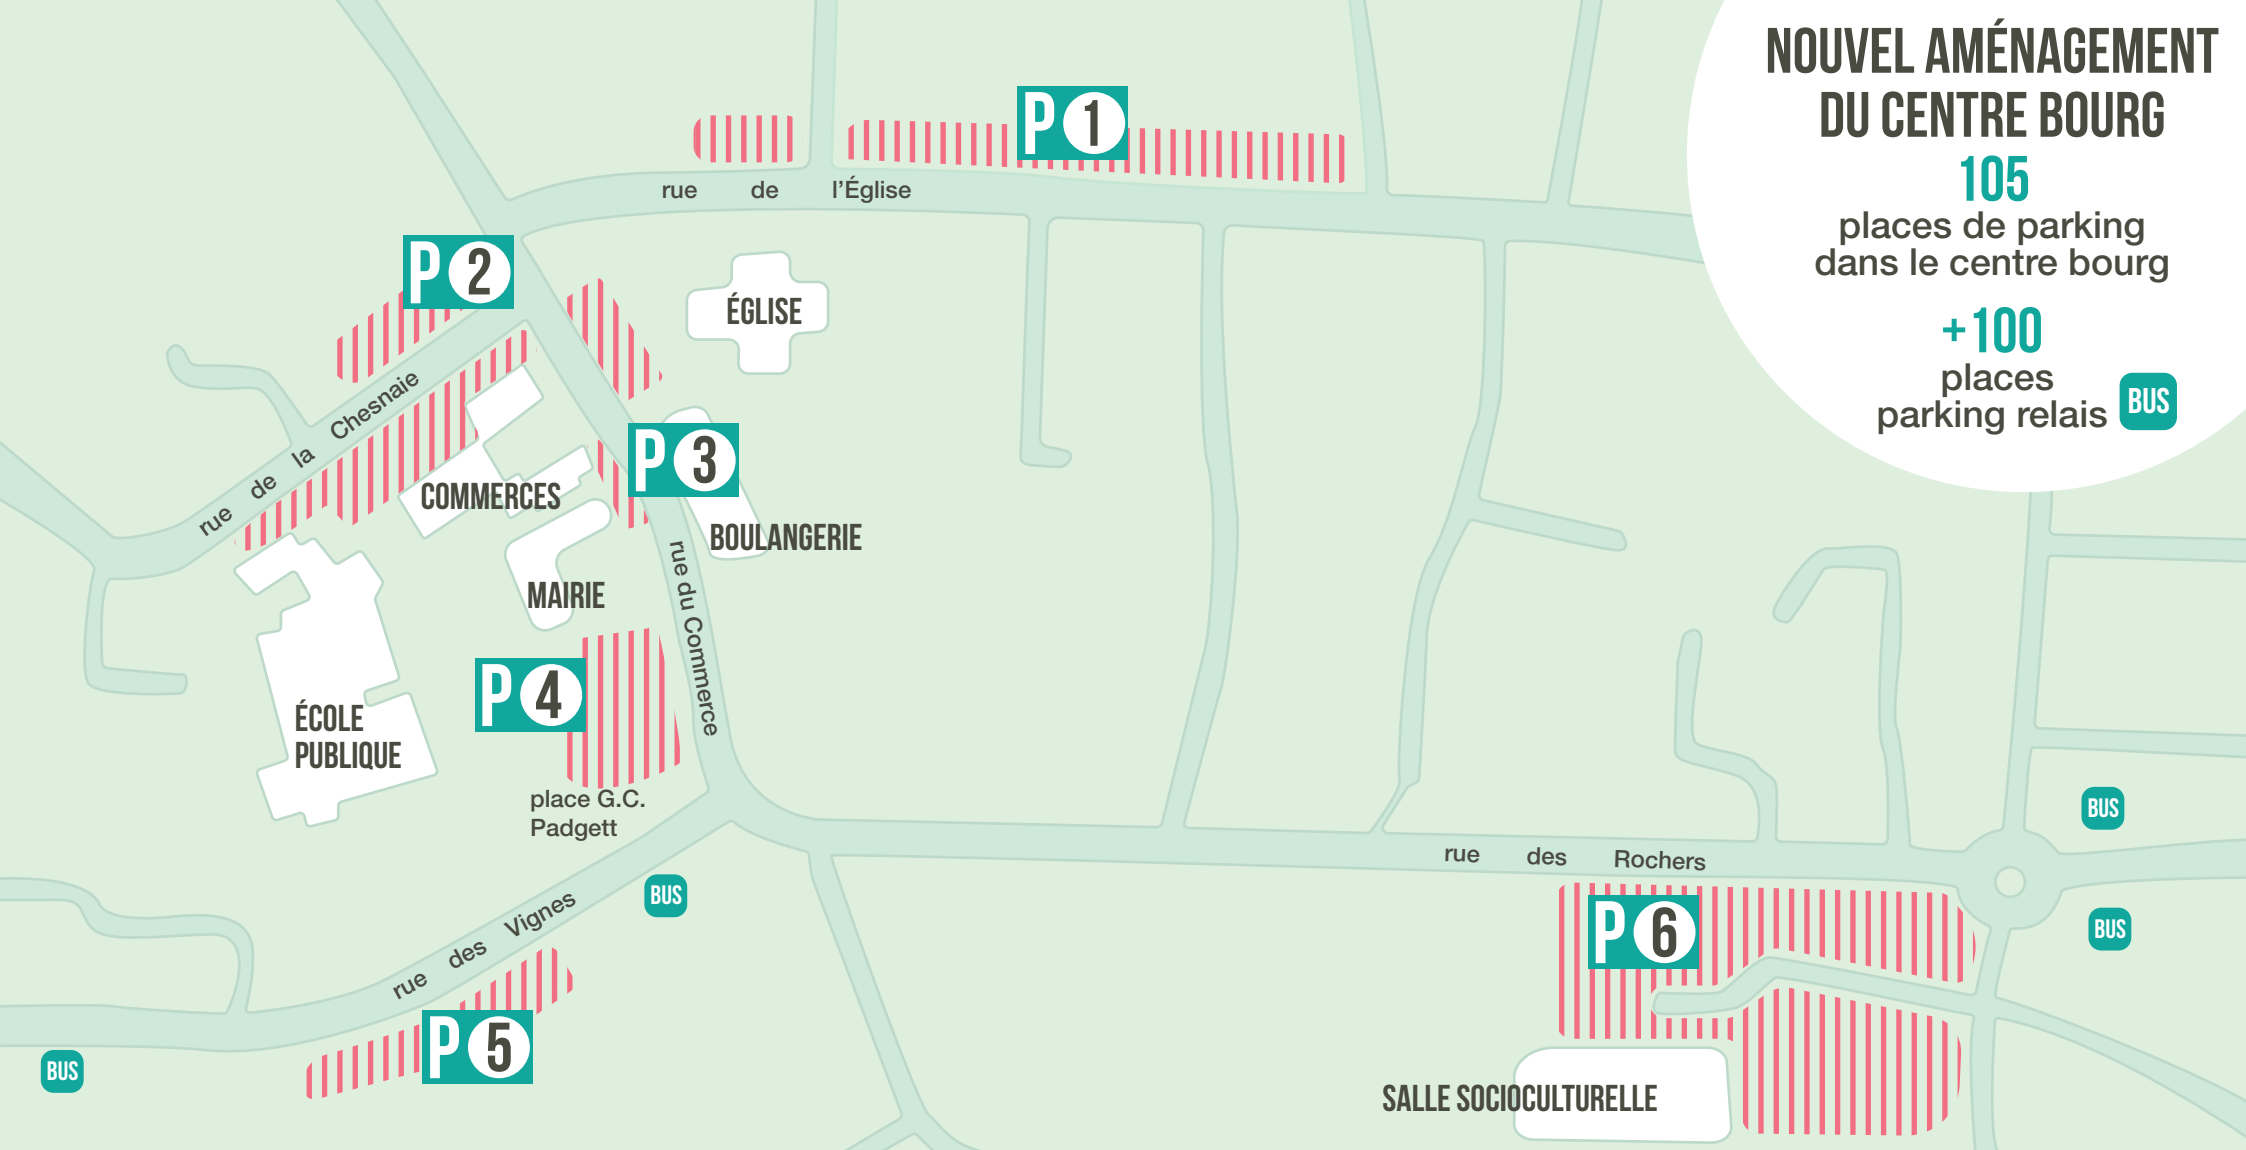 NOUVEL AMÉNAGEMENT
DU CENTRE BOURG
105
places de parking
dans le centre bourg
+100
places
parking relais BUS
P 1
rue de l'Église
P 2
ÉGLISE
rue de la Chesnaie
P 3
COMMERCES
BOULANGERIE
MAIRIE
rue du Commerce
P 4
ÉCOLE
PUBLIQUE
place G.C.
Padgett
BUS
rue des Rochers
BUS
rue des Vignes
P 6
BUS
P 5
BUS
SALLE SOCIOCULTURELLE